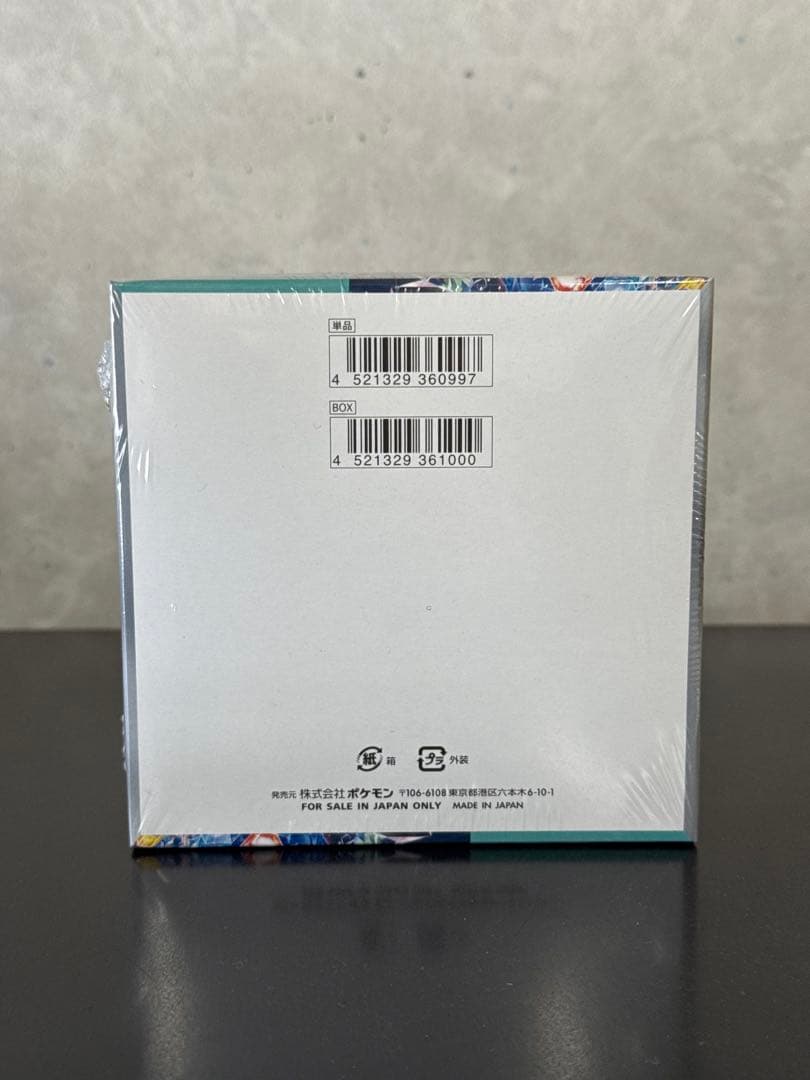 単品
4 521329 360997
BOX
4 521329 361000
紙 箱 プラ 外装
発売元 株式会社ポケモン 〒106-6108 東京都港区六本木6-10-1
FOR SALE IN JAPAN ONLY MADE IN JAPAN